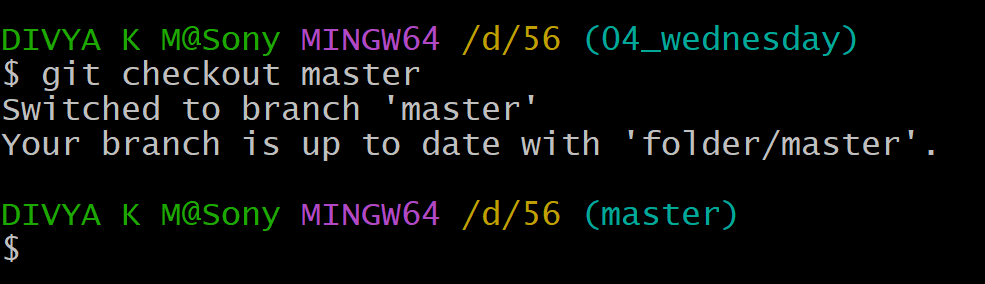 DIVYA K M@Sony MINGW64 /d/56 (04_wednesday)
$ git checkout master
Switched to branch 'master'
Your branch is up to date with 'folder/master'.
DIVYA K M@Sony MINGW64 /d/56 (master)
$